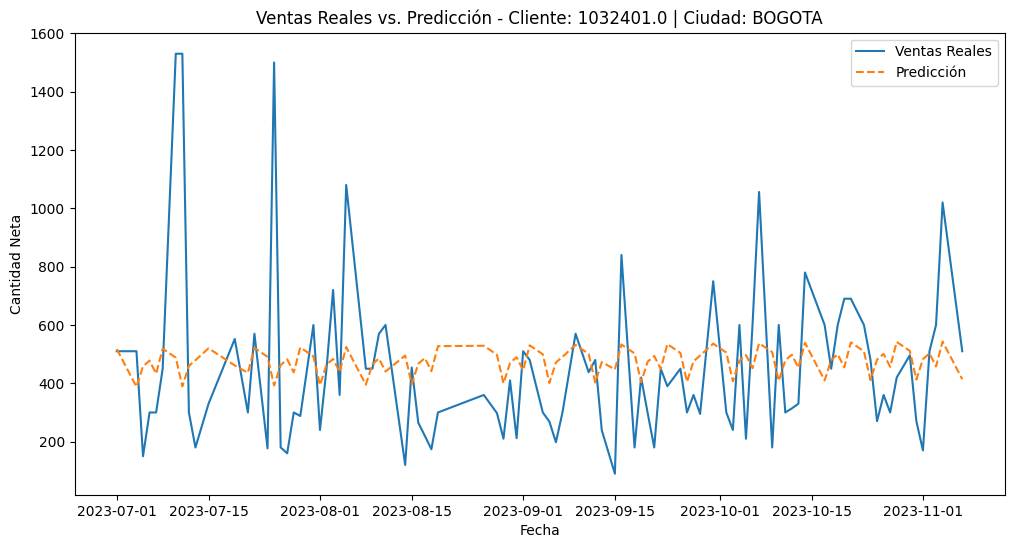 Ventas Reales vs. Predicción - Cliente: 1032401.0 | Ciudad: BOGOTA
Ventas Reales
Predicción
1600
1400
1200
1000
800
600
400
200
Cantidad Neta
2023-07-01 2023-07-15 2023-08-01 2023-08-15 2023-09-01 2023-09-15 2023-10-01 2023-10-15 2023-11-01
Fecha